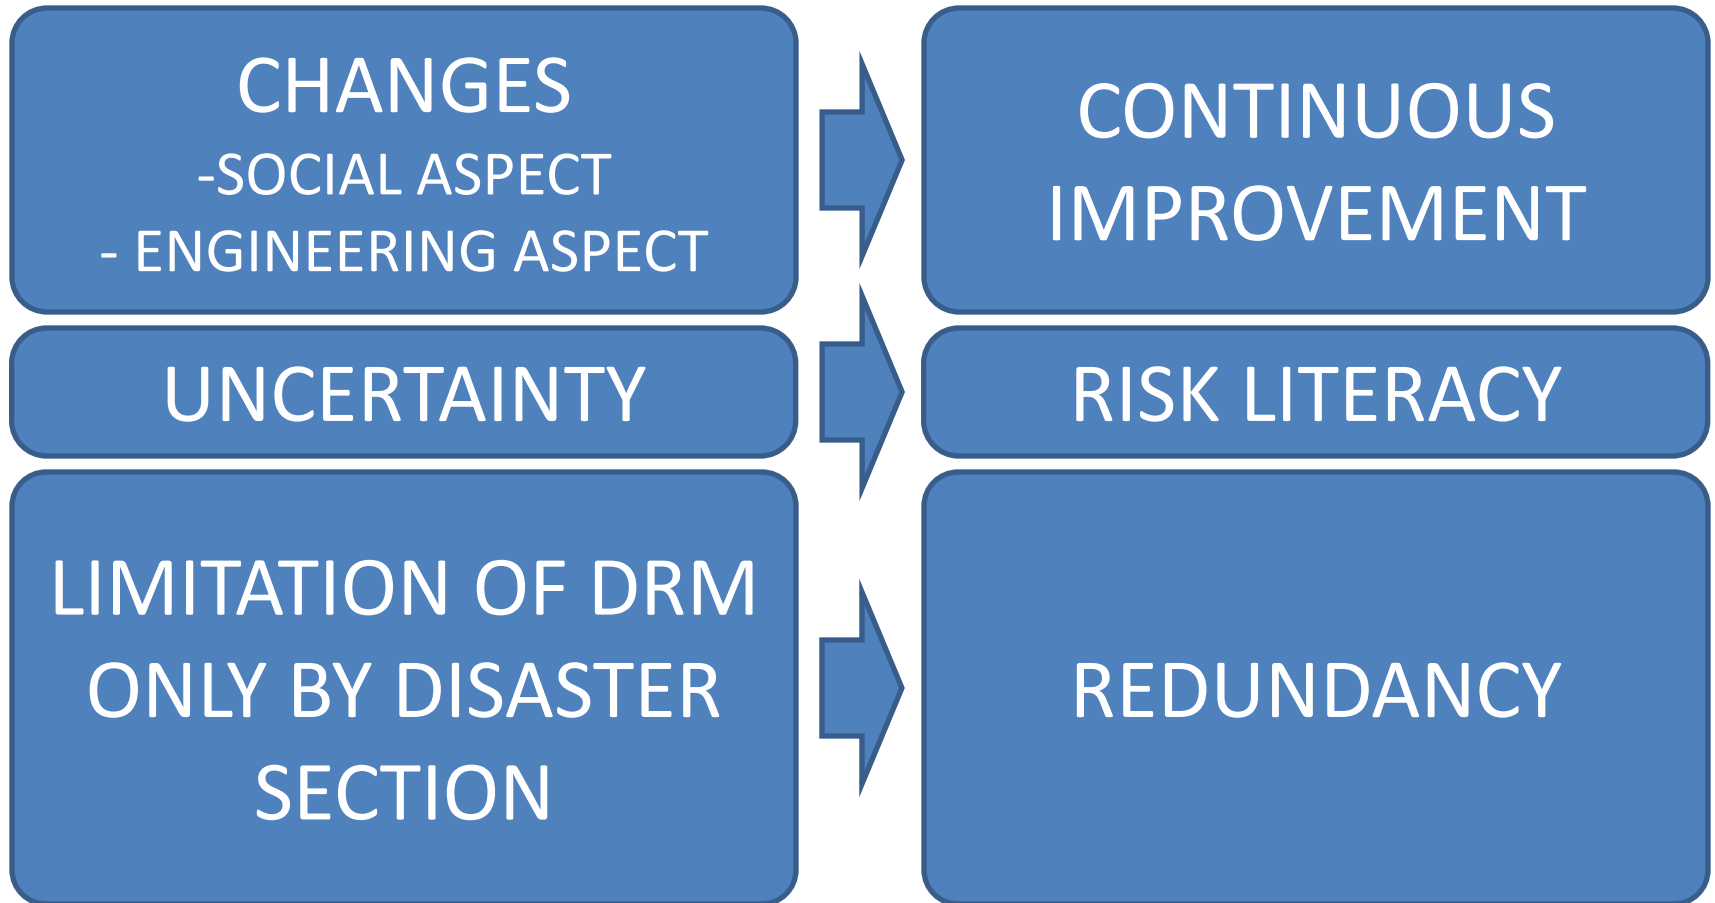 CHANGES
-SOCIAL ASPECT
- ENGINEERING ASPECT
CONTINUOUS
IMPROVEMENT
UNCERTAINTY
RISK LITERACY
LIMITATION OF DRM
ONLY BY DISASTER
SECTION
REDUNDANCY